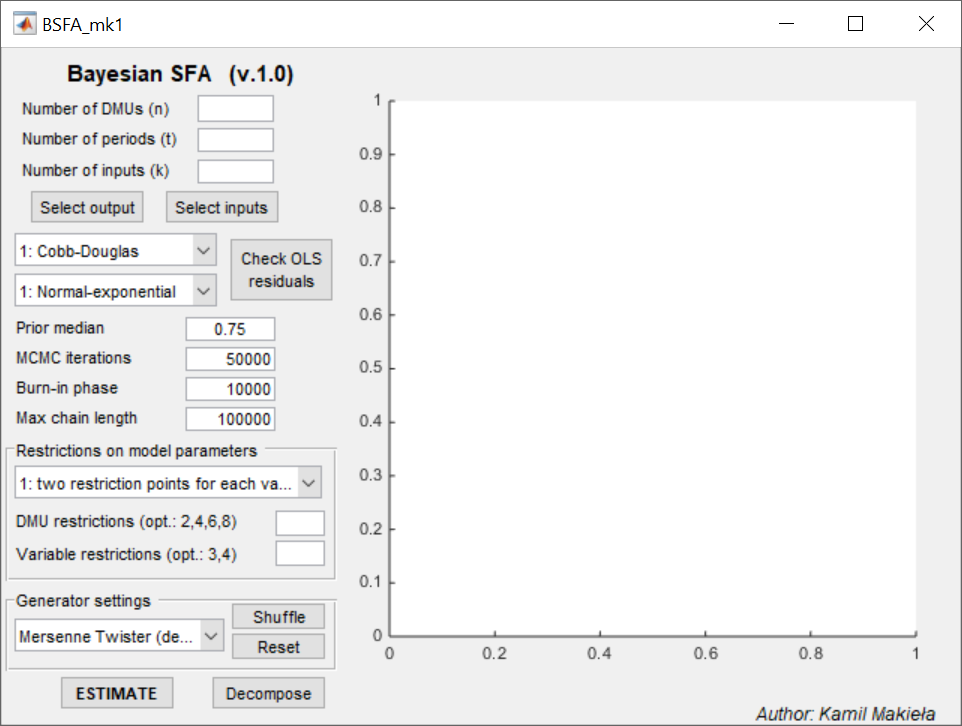 BSFA_mk1
Bayesian SFA (v.1.0)
Number of DMUs (n)
Number of periods (t)
Number of inputs (k)
Select output Select inputs
1: Cobb-Douglas
1: Normal-exponential
Check OLS
residuals
Prior median 0.75
MCMC iterations 50000
Burn-in phase 10000
Max chain length 100000
Restrictions on model parameters
1: two restriction points for each va...
DMU restrictions (opt.: 2,4,6,8)
Variable restrictions (opt.: 3,4)
Generator settings
Mersenne Twister (de...
Shuffle
Reset
ESTIMATE Decompose
1
0.9
0.8
0.7
0.6
0.5
0.4
0.3
0.2
0.1
0
0 0.2 0.4 0.6 0.8 1
Author: Kamil Makieła